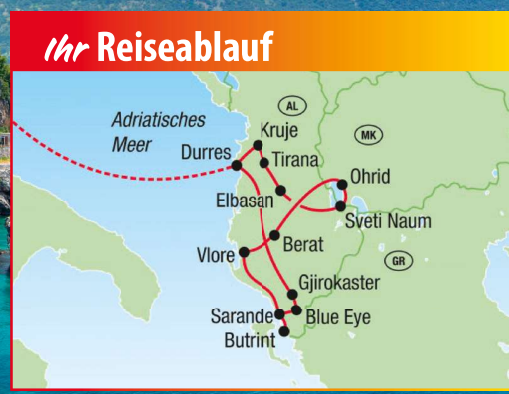 Ihr Reiseablauf
AL
Adriatisches
Meer
Kruje
MK
Durres
Tirana
Ohrid
Elbasan
Sveti Naum
Berat
Vlore
GR
Gjirokaster
Sarande
Blue Eye
Butrint